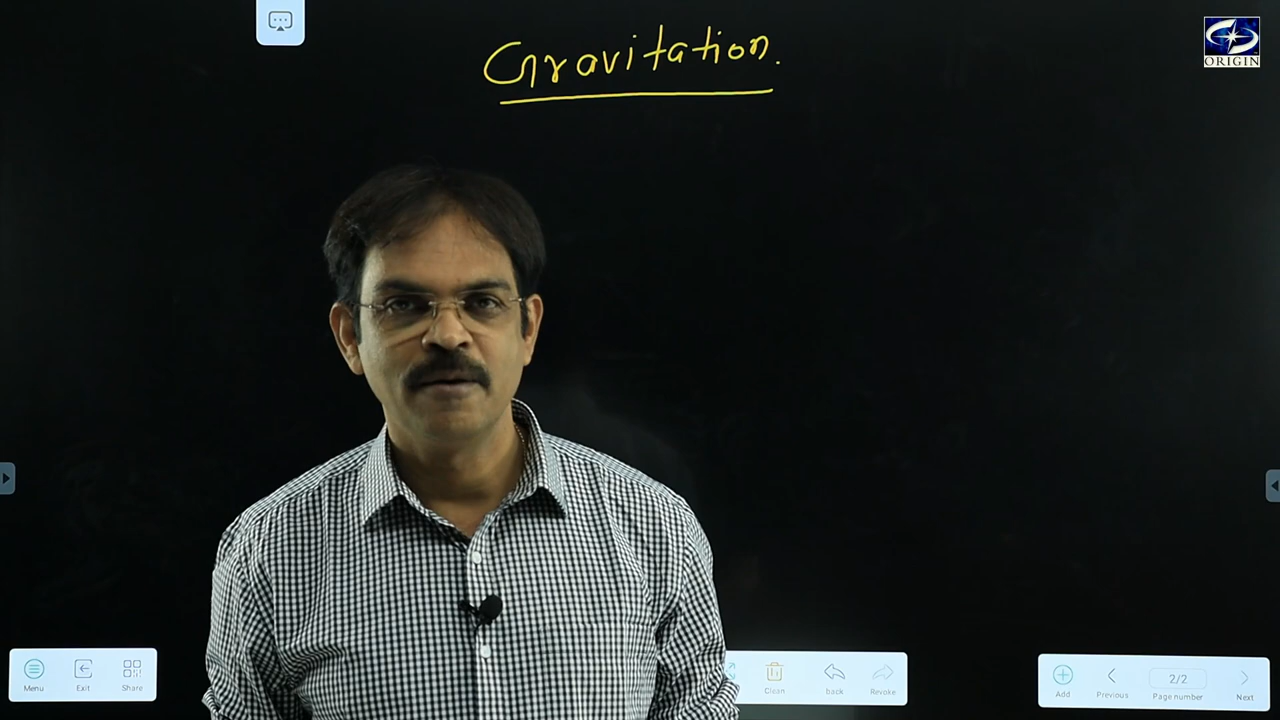 Gravitation.
ORIGIN
Menu
Exit
Share
Clean
back
Revoke
Add
Previous
2/2
Page number
Next